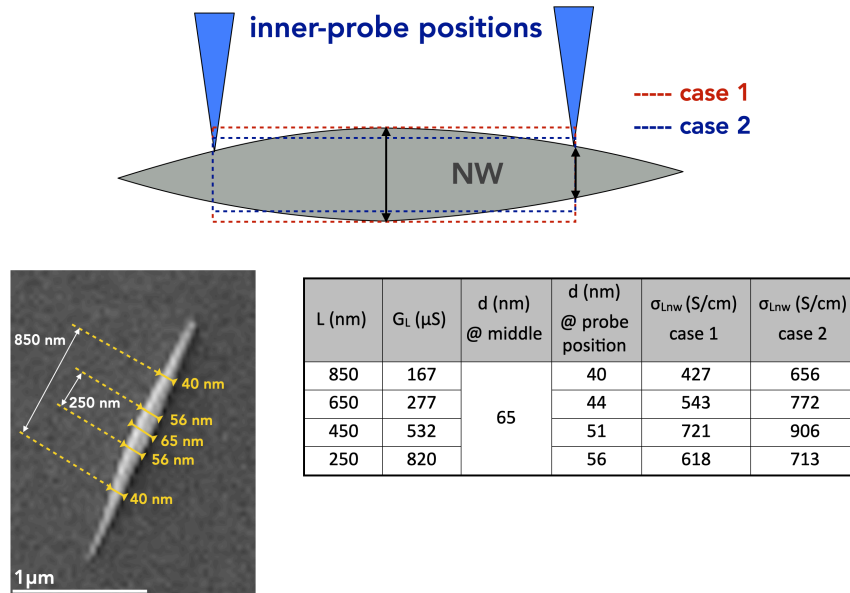 inner-probe positions
----- case 1
----- case 2
NW
850 nm
250 nm
40 nm
56 nm
65 nm
56 nm
40 nm
1µm
L (nm) G_L (µS) d (nm) @ middle d (nm) @ probe position σ_Lnw (S/cm) case 1 σ_Lnw (S/cm) case 2
850 167 65 40 427 656
650 277 44 543 772
450 532 51 721 906
250 820 56 618 713